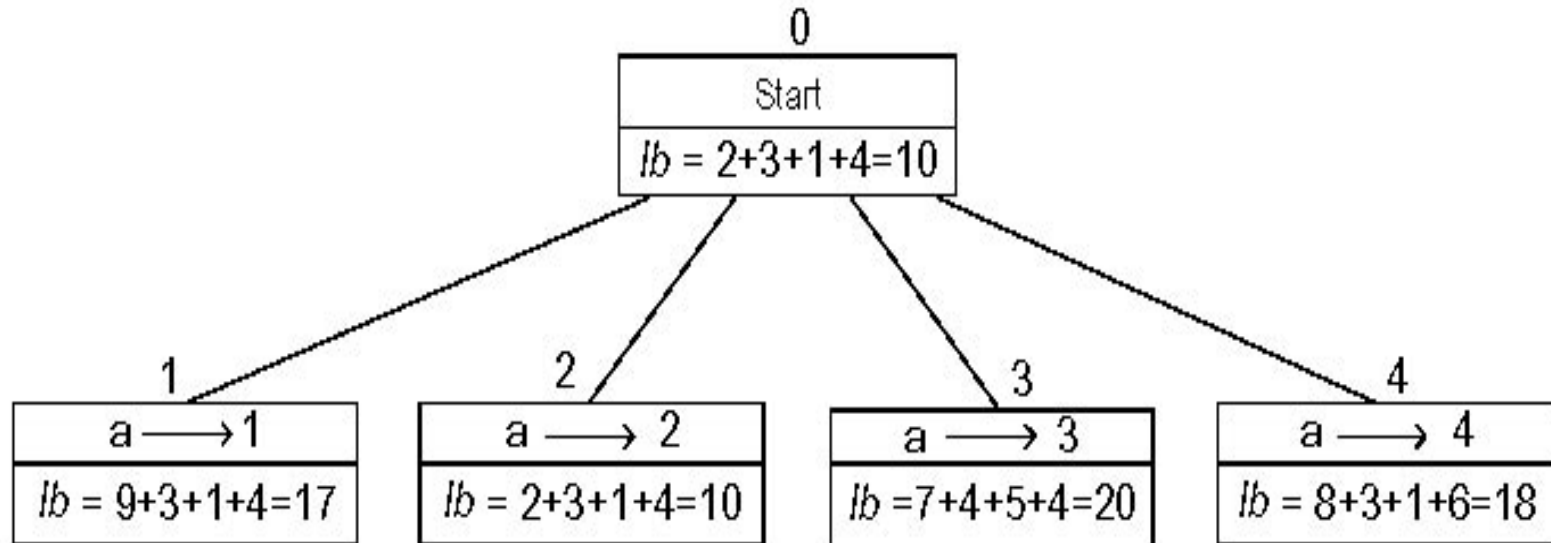 0
Start
lb = 2+3+1+4=10
1
2
3
4
a ⟶ 1
a ⟶ 2
a ⟶ 3
a ⟶ 4
lb = 9+3+1+4=17
lb = 2+3+1+4=10
lb =7+4+5+4=20
lb = 8+3+1+6=18